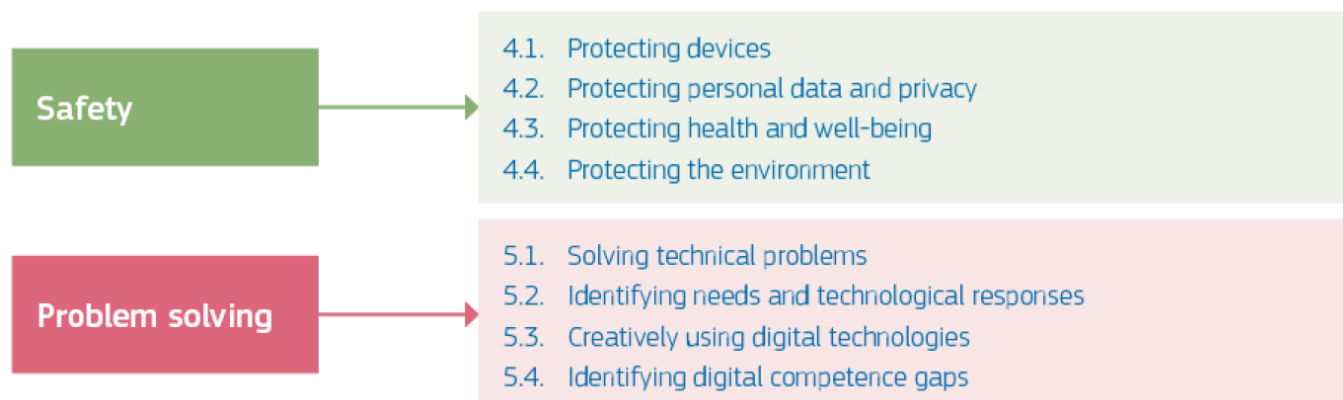 Safety
4.1. Protecting devices
4.2. Protecting personal data and privacy
4.3. Protecting health and well-being
4.4. Protecting the environment
Problem solving
5.1. Solving technical problems
5.2. Identifying needs and technological responses
5.3. Creatively using digital technologies
5.4. Identifying digital competence gaps